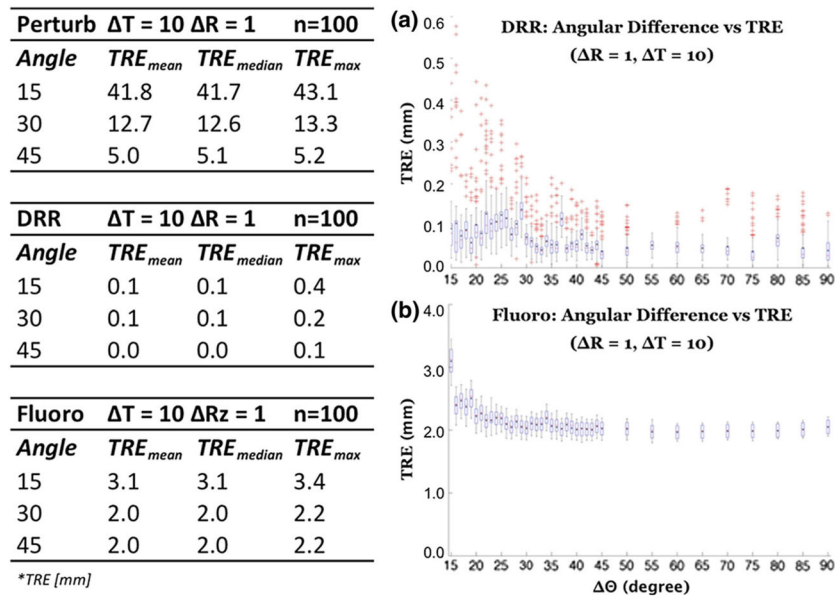 Perturb ΔT = 10 ΔR = 1 n=100
Angle TREmean TREmedian TREmax
15 41.8 41.7 43.1
30 12.7 12.6 13.3
45 5.0 5.1 5.2
DRR ΔT = 10 ΔR = 1 n=100
Angle TREmean TREmedian TREmax
15 0.1 0.1 0.4
30 0.1 0.1 0.2
45 0.0 0.0 0.1
Fluoro ΔT = 10 ΔRz = 1 n=100
Angle TREmean TREmedian TREmax
15 3.1 3.1 3.4
30 2.0 2.0 2.2
45 2.0 2.0 2.2
*TRE [mm]
(a)
DRR: Angular Difference vs TRE
(ΔR = 1, ΔT = 10)
TRE (mm)
0.6
0.5
0.4
0.3
0.2
0.1
0.0
15 20 25 30 35 40 45 50 55 60 65 70 75 80 85 90
(b)
Fluoro: Angular Difference vs TRE
(ΔR = 1, ΔT = 10)
TRE (mm)
4.0
3.0
2.0
1.0
0.0
15 20 25 30 35 40 45 50 55 60 65 70 75 80 85 90
ΔΘ (degree)